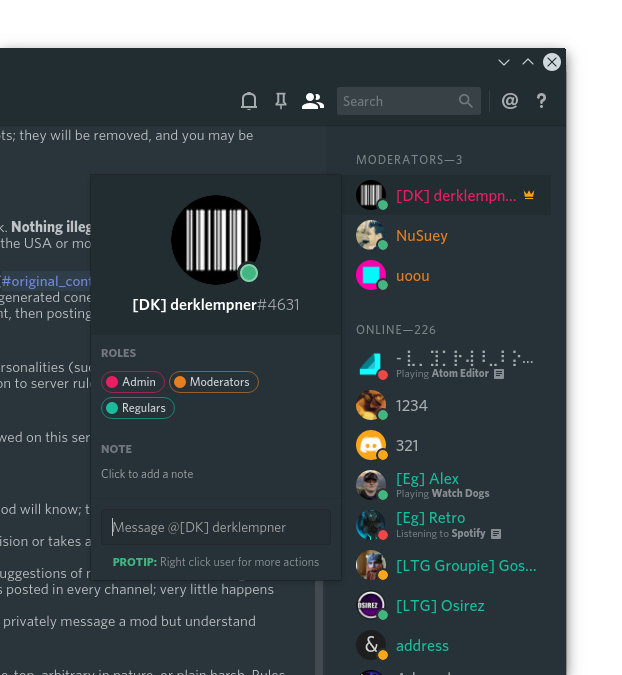 Search
@
?
ots; they will be removed, and you may be
k. Nothing illeg
the USA or mo
#original_cont
generated cone
nt, then posting
ersonalities (suc
on to server rul
wed on this ser
od will know; t
ision or takes a
uggestions of m
s posted in every channel; very little happens
privately message a mod but understand
[DK] derklempner#4631
ROLES
Admin
Moderators
Regulars
NOTE
Click to add a note
Message @[DK] derklempner
PROTIP: Right click user for more actions
MODERATORS—3
[DK] derklempn...
NuSuey
uoou
ONLINE—226
Playing Atom Editor
1234
321
[Eg] Alex
Playing Watch Dogs
[Eg] Retro
Listening to Spotify
[LTG Groupie] Gos...
OSIREZ
[LTG] Osirez
&
address